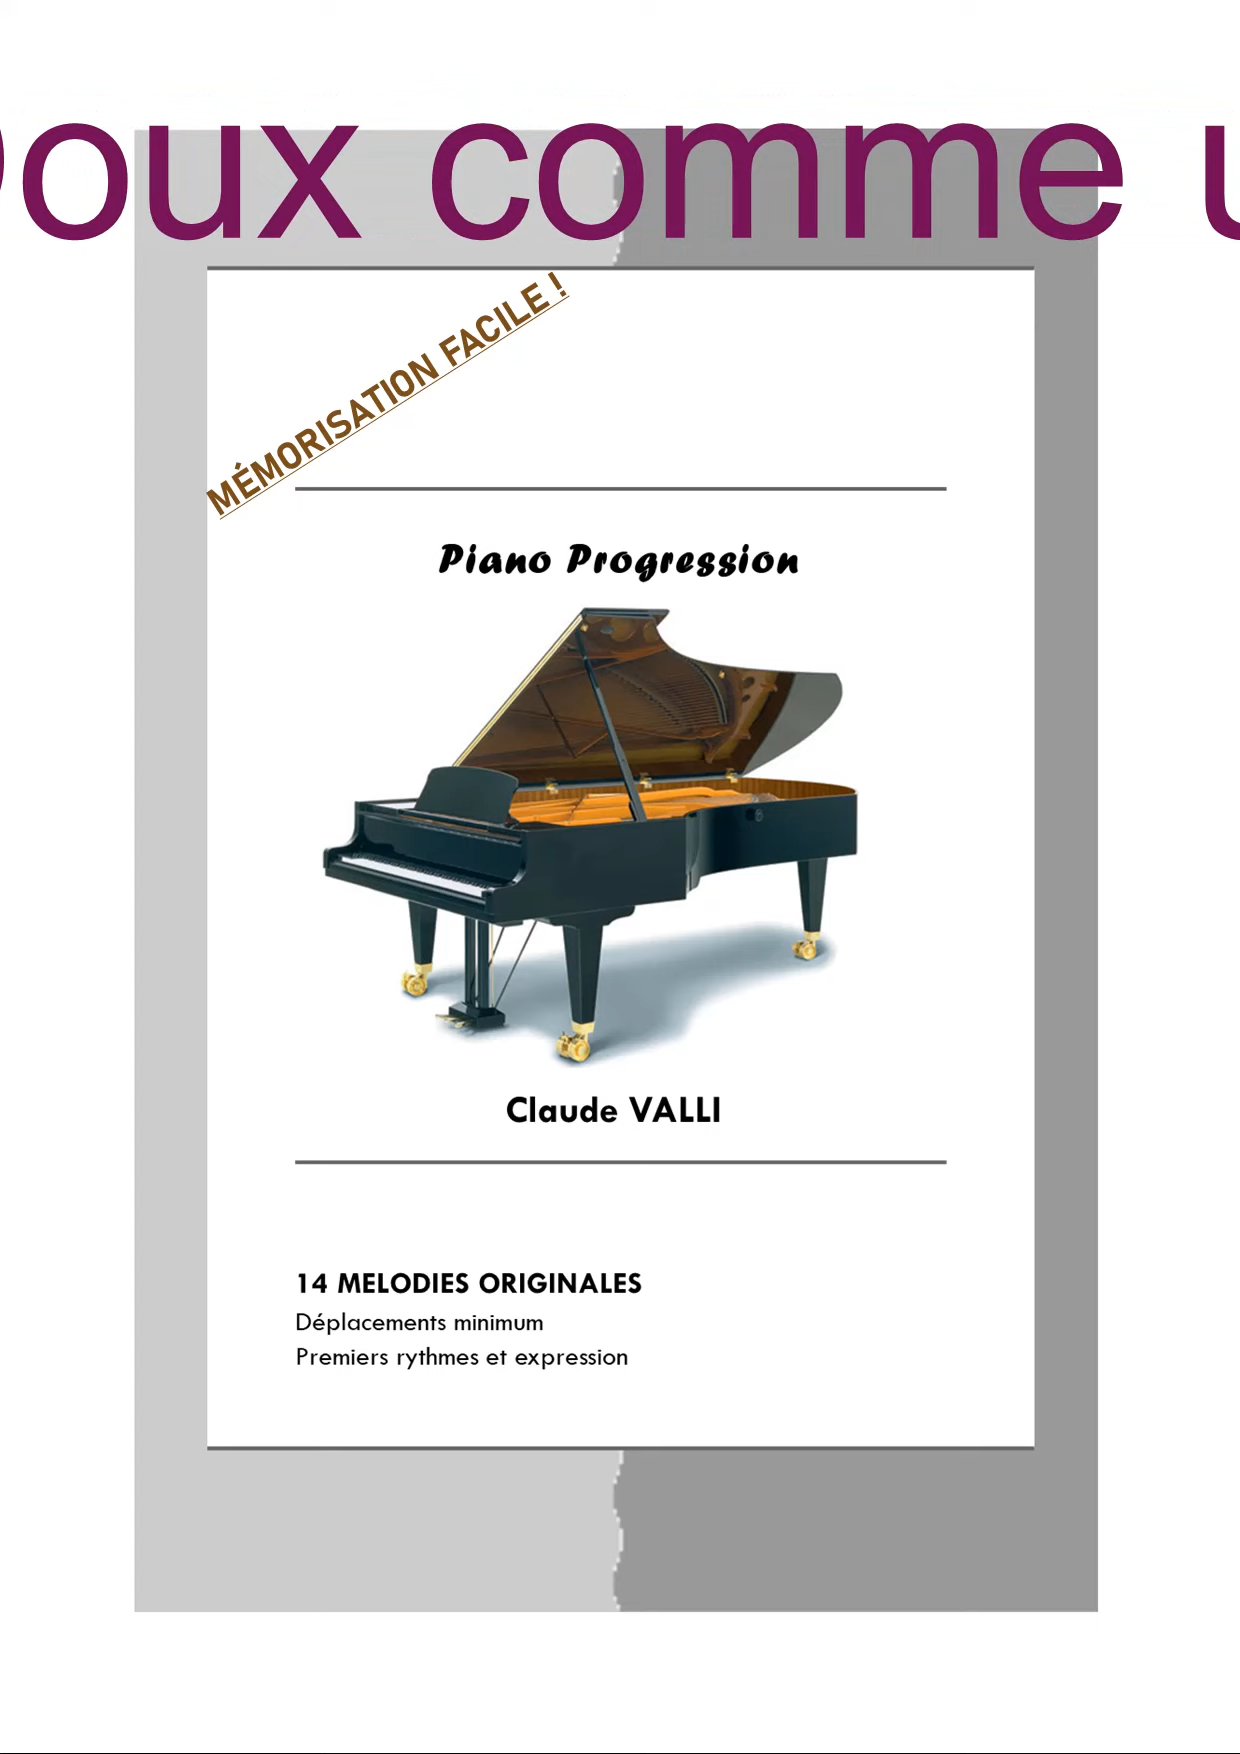 oux comme
MÉMORISATION FACILE !
Piano Progression
Claude VALLI
14 MELODIES ORIGINALES
Déplacements minimum
Premiers rythmes et expression